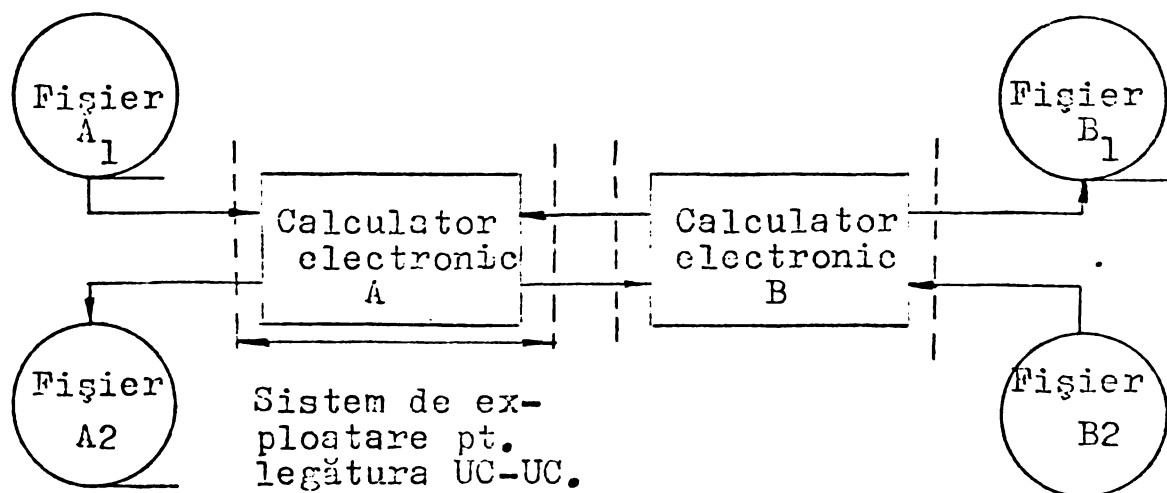 Fişier
A1
Fişier
B1
Calculator
electronic
A
Calculator
electronic
B
Fişier
A2
Fişier
B2
Sistem de ex-
ploatare pt.
legătura UC-UC.